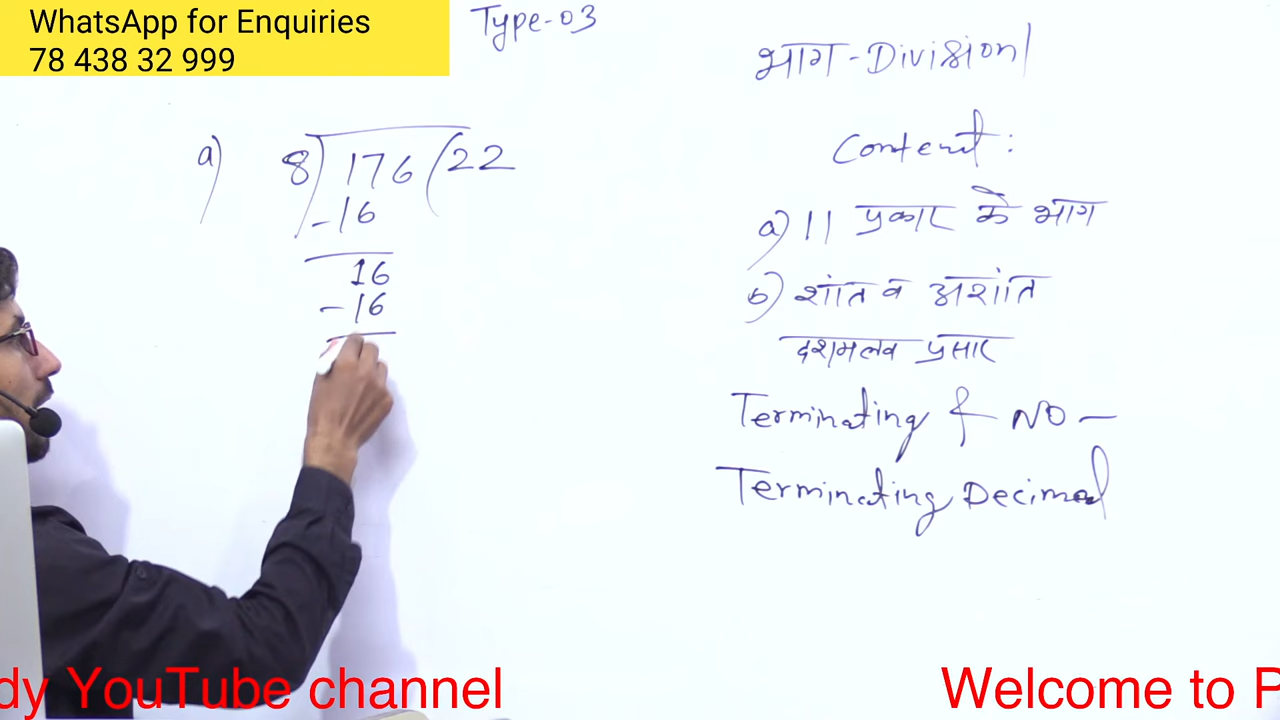 WhatsApp for Enquiries
78 438 32 999
Type-03
a) 8) 176 (22
-16
16
-16
भाग-Division
Content:
a) 11 प्रकार के भाग
b) शांत व अशांत
दशमलव प्रसार
Terminating & NO-
Terminating Decimal
dy YouTube channel
Welcome to P